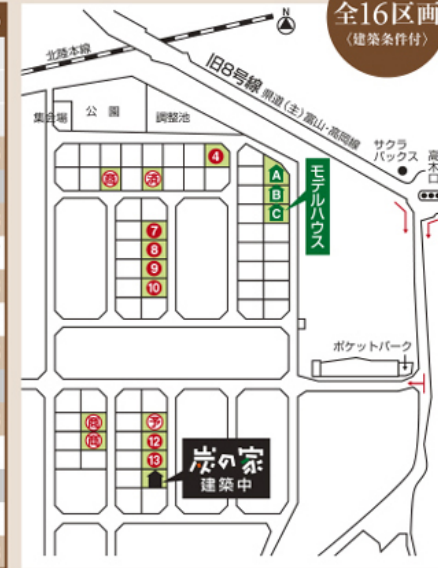 全16区画
〈建築条件付〉
N
北陸本線
旧8号線 県道(主)富山・高岡線
集会場
公園
調整池
サクラパックス
高木口
4
A
B
C
モデルハウス
済
7
8
9
10
ポケットパーク
商
商
予
12
13
炭の家
建築中